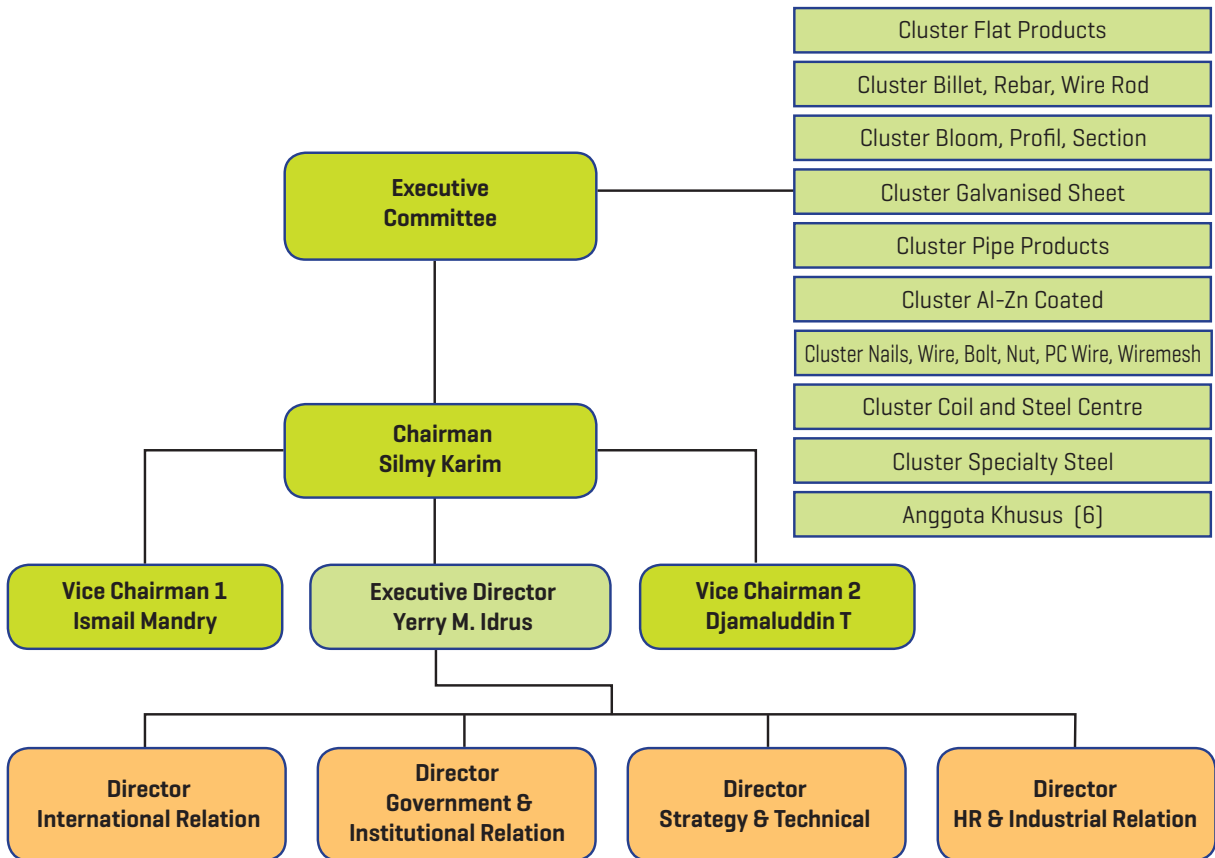 Cluster Flat Products
Cluster Billet, Rebar, Wire Rod
Cluster Bloom, Profil, Section
Executive
Committee
Cluster Galvanised Sheet
Cluster Pipe Products
Cluster Al-Zn Coated
Cluster Nails, Wire, Bolt, Nut, PC Wire, Wiremesh
Cluster Coil and Steel Centre
Cluster Specialty Steel
Anggota Khusus (6)
Chairman
Silmy Karim
Vice Chairman 1
Ismail Mandry
Executive Director
Yerry M. Idrus
Vice Chairman 2
Djamaluddin T
Director
International Relation
Director
Government &
Institutional Relation
Director
Strategy & Technical
Director
HR & Industrial Relation